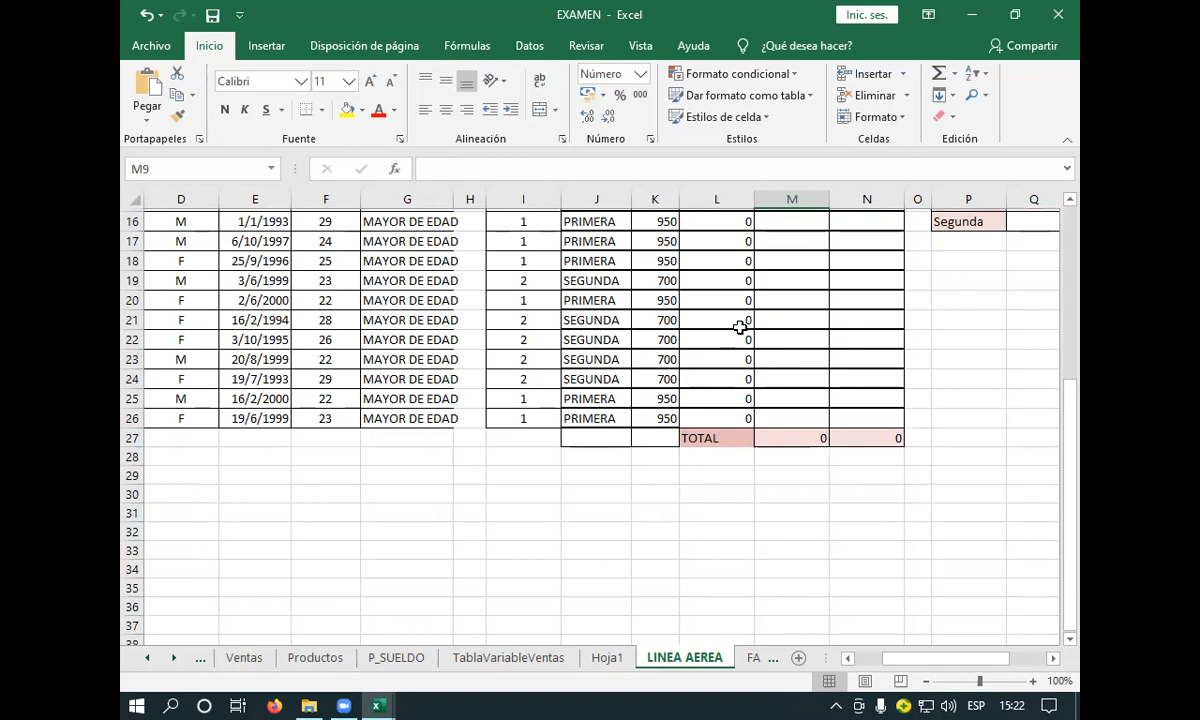 EXAMEN - Excel
Inic. ses.
Archivo Inicio Insertar Disposición de página Fórmulas Datos Revisar Vista Ayuda ¿Qué desea hacer? Compartir
Pegar
Calibri 11
N K S
ab
Número
% 000
Formato condicional
Dar formato como tabla
Estilos de celda
Insertar
Eliminar
Formato
Portapapeles Fuente Alineación Número Estilos Celdas Edición
M9 fx
D E F G H I J K L M N O P Q
16 M 1/1/1993 29 MAYOR DE EDAD 1 PRIMERA 950 0 Segunda
17 M 6/10/1997 24 MAYOR DE EDAD 1 PRIMERA 950 0
18 F 25/9/1996 25 MAYOR DE EDAD 1 PRIMERA 950 0
19 M 3/6/1999 23 MAYOR DE EDAD 2 SEGUNDA 700 0
20 F 2/6/2000 22 MAYOR DE EDAD 1 PRIMERA 950 0
21 F 16/2/1994 28 MAYOR DE EDAD 2 SEGUNDA 700 0
22 F 3/10/1995 26 MAYOR DE EDAD 2 SEGUNDA 700 0
23 M 20/8/1999 22 MAYOR DE EDAD 2 SEGUNDA 700 0
24 F 19/7/1993 29 MAYOR DE EDAD 2 SEGUNDA 700 0
25 M 16/2/2000 22 MAYOR DE EDAD 1 PRIMERA 950 0
26 F 19/6/1999 23 MAYOR DE EDAD 1 PRIMERA 950 0
27 TOTAL 0 0
28
29
30
31
32
33
34
35
36
37
38
... Ventas Productos P_SUELDO TablaVariableVentas Hoja1 LINEA AEREA FA ...
100%
ESP 15:22